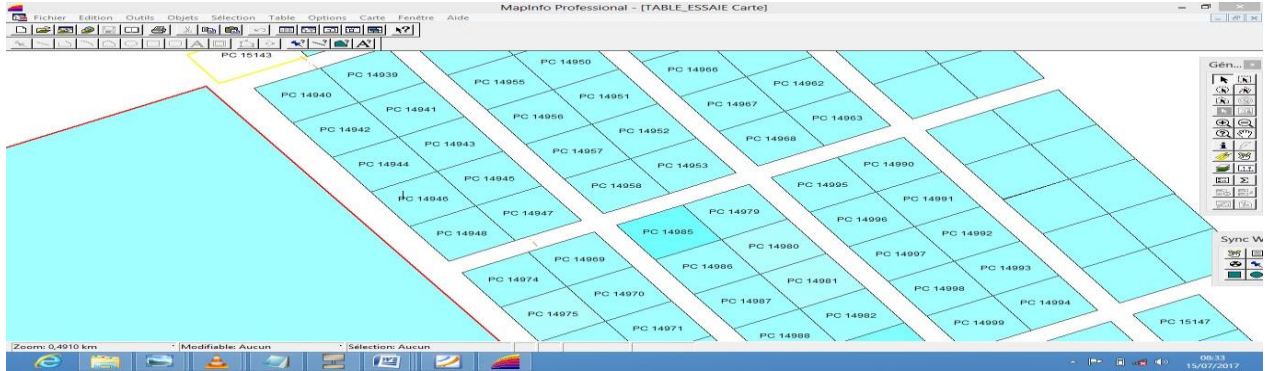 MapInfo Professional - [TABLE_ESSAIE Carte]
Fichier Edition Outils Objets Sélection Table Options Carte Fenêtre Aide
PC 15143
PC 14939
PC 14950
PC 14966
PC 14940
PC 14955
PC 14962
PC 14941
PC 14951
PC 14967
PC 14942
PC 14956
PC 14963
PC 14943
PC 14952
PC 14968
PC 14944
PC 14957
PC 14990
PC 14945
PC 14953
PC 14995
PC 14946
PC 14958
PC 14991
PC 14947
PC 14979
PC 14996
PC 14948
PC 14985
PC 14992
PC 14969
PC 14980
PC 14997
PC 14974
PC 14986
PC 14993
PC 14970
PC 14981
PC 14998
PC 14975
PC 14987
PC 14994
PC 14971
PC 14982
PC 14999
PC 14988
PC 15147
Gén...
Sync W
Zoom: 0,4910 km Modifiable: Aucun Sélection: Aucun
06:33
15/07/2017